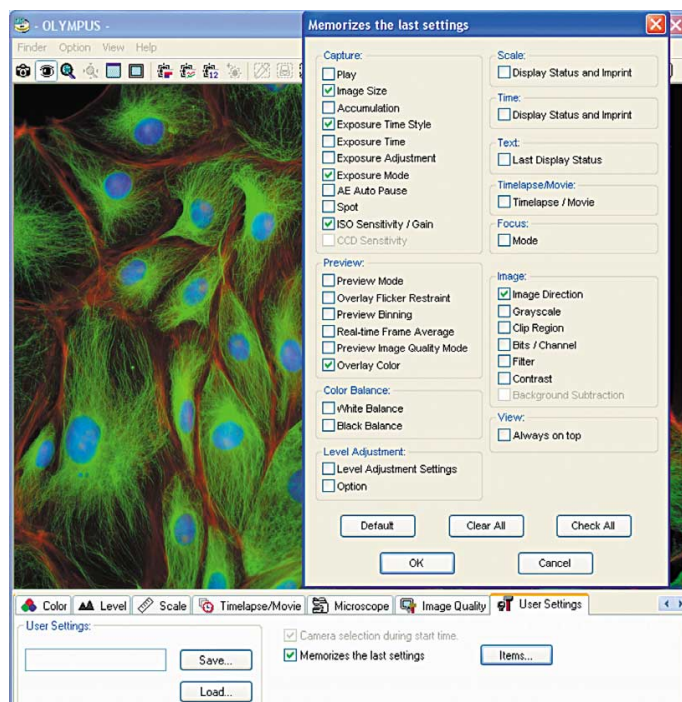 - OLYMPUS -
Finder Option View Help
12
Memorizes the last settings
Capture:
Play
Image Size
Accumulation
Exposure Time Style
Exposure Time
Exposure Adjustment
Exposure Mode
AE Auto Pause
Spot
ISO Sensitivity / Gain
CCD Sensitivity
Preview:
Preview Mode
Overlay Flicker Restraint
Preview Binning
Real-time Frame Average
Preview Image Quality Mode
Overlay Color
Color Balance:
White Balance
Black Balance
Level Adjustment:
Level Adjustment Settings
Option
Scale:
Display Status and Imprint
Time:
Display Status and Imprint
Text:
Last Display Status
Timelapse/Movie:
Timelapse / Movie
Focus:
Mode
Image:
Image Direction
Grayscale
Clip Region
Bits / Channel
Filter
Contrast
Background Subtraction
View:
Always on top
Default Clear All Check All
OK Cancel
Color Level Scale Timelapse/Movie Microscope Image Quality User Settings
User Settings:
Save...
Load...
Camera selection during start time.
Memorizes the last settings Items...